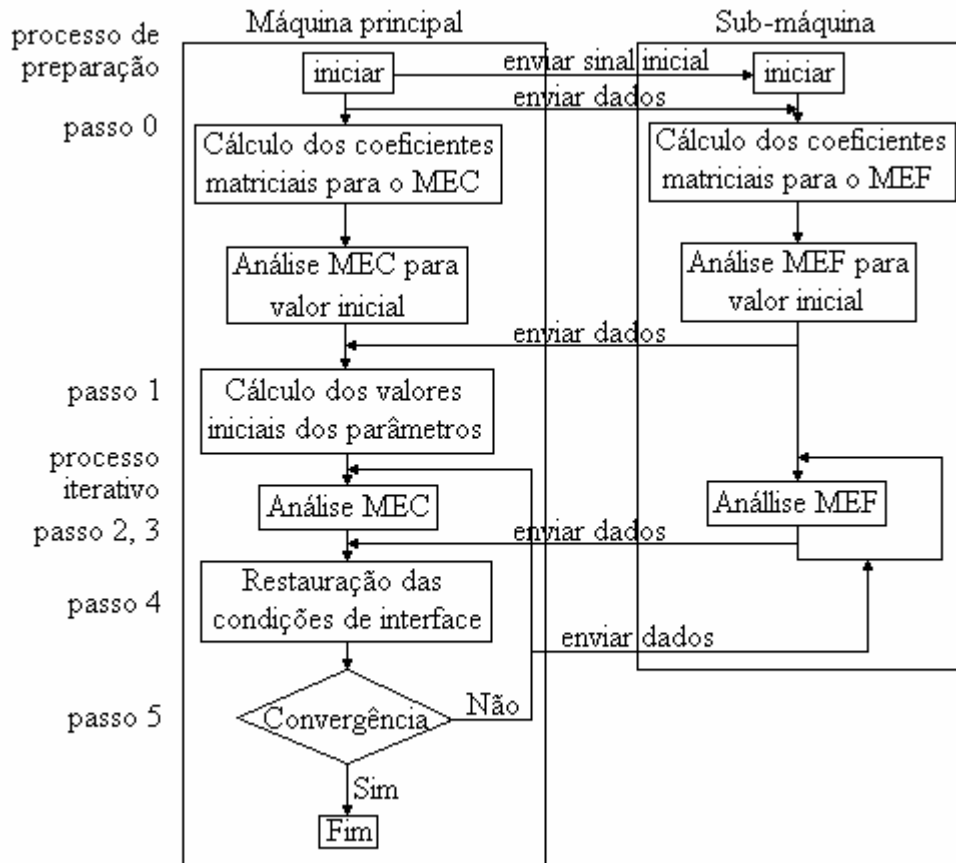 Máquina principal
Sub-máquina
processo de
preparação
iniciar
enviar sinal inicial
iniciar
enviar dados
passo 0
Cálculo dos coeficientes
matriciais para o MEC
Cálculo dos coeficientes
matriciais para o MEF
Análise MEC para
valor inicial
Análise MEF para
valor inicial
enviar dados
passo 1
Cálculo dos valores
iniciais dos parâmetros
processo
iterativo
Análise MEC
Anállise MEF
passo 2, 3
enviar dados
passo 4
Restauração das
condições de interface
enviar dados
passo 5
Convergência
Não
Sim
Fim